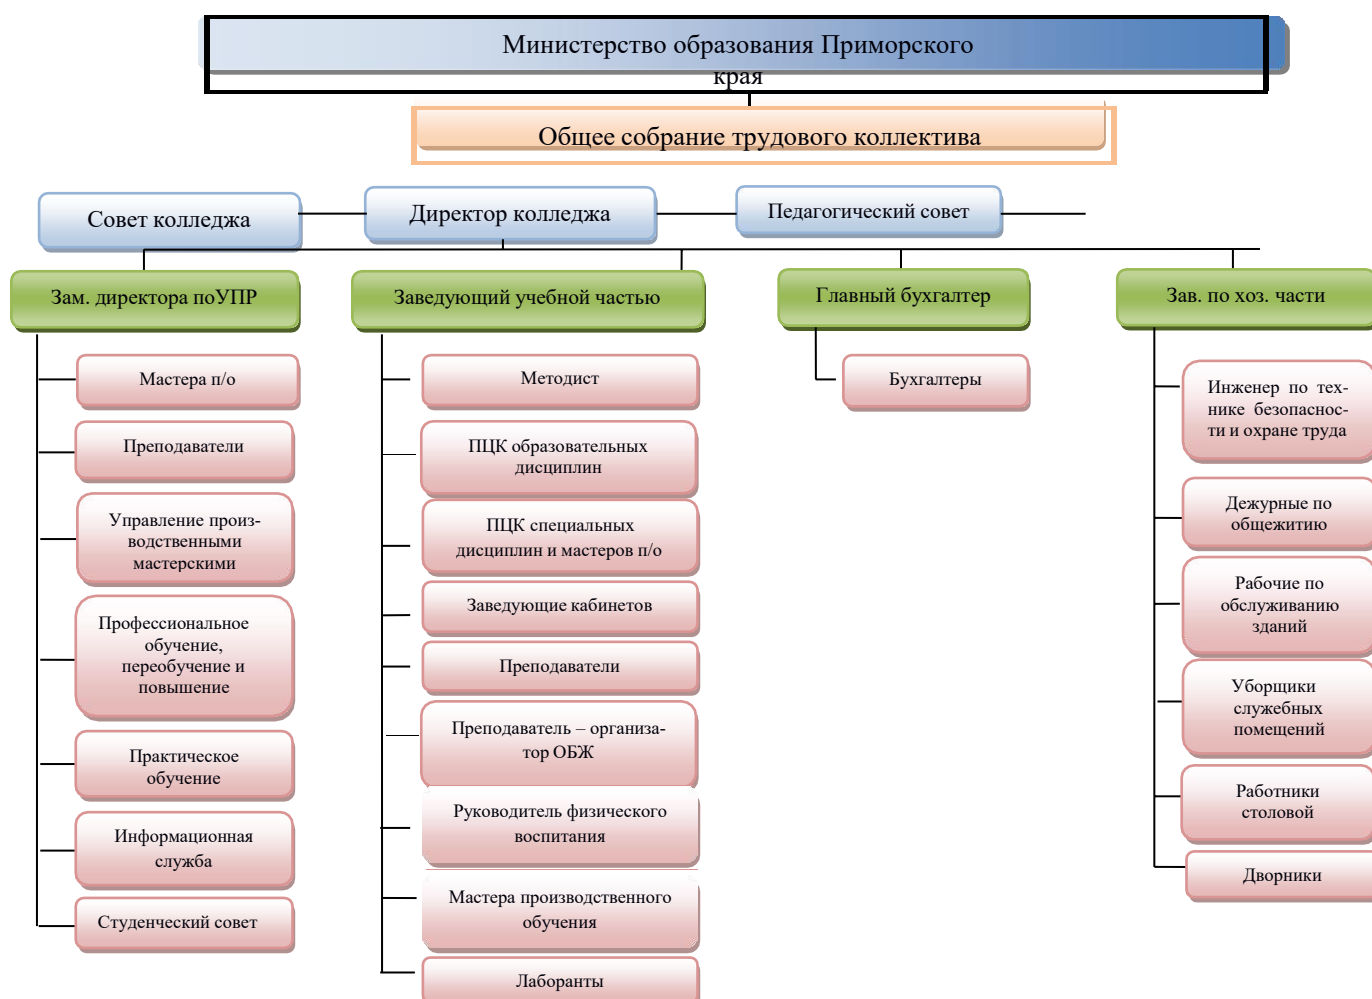 Министерство образования Приморского
края
Общее собрание трудового коллектива
Совет колледжа
Директор колледжа
Педагогический совет
Зам. директора поУПР
Заведующий учебной частью
Главный бухгалтер
Зав. по хоз. части
Мастера п/о
Преподаватели
Управление произ-
водственными
мастерскими
Профессиональное
обучение,
переобучение и
повышение
Практическое
обучение
Информационная
служба
Студенческий совет
Методист
ПЦК образовательных
дисциплин
ПЦК специальных
дисциплин и мастеров п/о
Заведующие кабинетов
Преподаватели
Преподаватель – организа-
тор ОБЖ
Руководитель физического
воспитания
Мастера производственного
обучения
Лаборанты
Бухгалтеры
Инженер по тех-
нике безопаснос-
ти и охране труда
Дежурные по
общежитию
Рабочие по
обслуживанию
зданий
Уборщики
служебных
помещений
Работники
столовой
Дворники